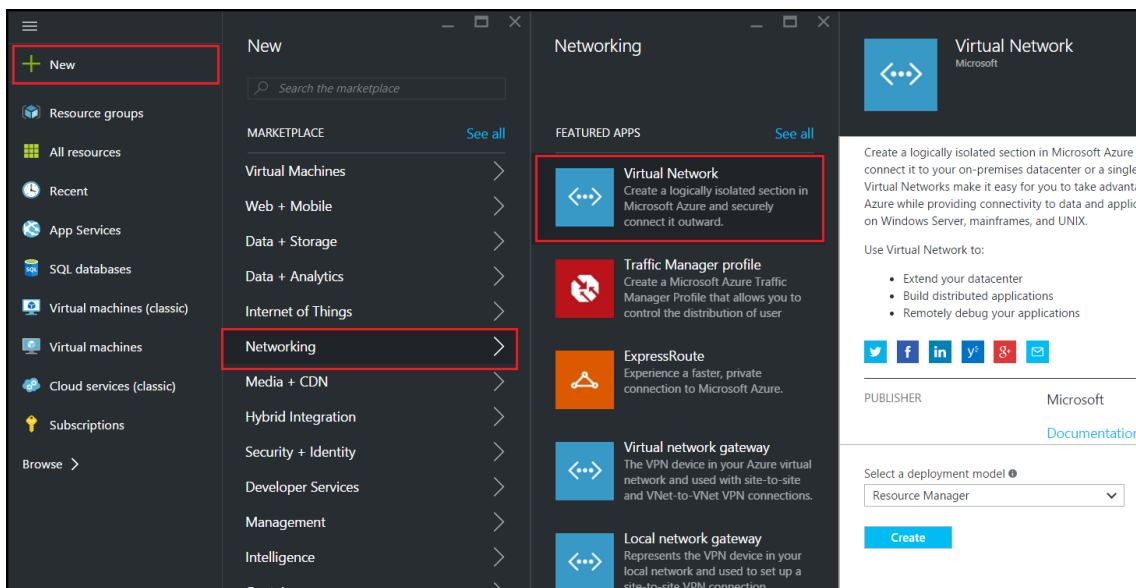 New
Resource groups
All resources
Recent
App Services
SQL
SQL databases
Virtual machines (classic)
Virtual machines
Cloud services (classic)
Subscriptions
Browse
New
Search the marketplace
MARKETPLACE
See all
Virtual Machines
Web + Mobile
Data + Storage
Data + Analytics
Internet of Things
Networking
Media + CDN
Hybrid Integration
Security + Identity
Developer Services
Management
Intelligence
Networking
FEATURED APPS
See all
Virtual Network
Create a logically isolated section in
Microsoft Azure and securely
connect it outward.
Traffic Manager profile
Create a Microsoft Azure Traffic
Manager Profile that allows you to
control the distribution of user
ExpressRoute
Experience a faster, private
connection to Microsoft Azure.
Virtual network gateway
The VPN device in your Azure virtual
network and used with site-to-site
and VNet-to-VNet VPN connections.
Local network gateway
Represents the VPN device in your
local network and used to set up a
site-to-site VPN connection
Virtual Network
Microsoft
Create a logically isolated section in Microsoft Azure
connect it to your on-premises datacenter or a single
Virtual Networks make it easy for you to take
Azure while providing connectivity to data and
on Windows Server, mainframes, and UNIX.
Use Virtual Network to:
• Extend your datacenter
• Build distributed applications
• Remotely debug your applications
PUBLISHER
Microsoft
Documentation
Select a deployment model
Resource Manager
Create